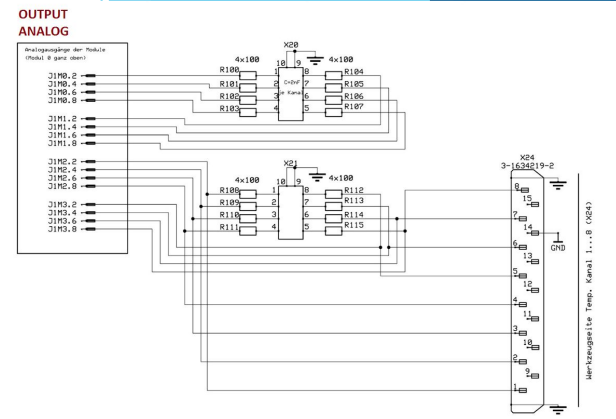 OUTPUT
ANALOG
Analogausgänge der Module
(Modul 0 ganz oben)
J1M0.2
J1M0.4
J1M0.6
J1M0.8
J1M1.2
J1M1.4
J1M1.6
J1M1.8
J1M2.2
J1M2.4
J1M2.6
J1M2.8
J1M3.2
J1M3.4
J1M3.6
J1M3.8
X20
4x100
10 9
4x100
R100 1 8 R104
R101 2 7 R105
R102 3 6 R106
R103 4 5 R107
C=2nF
je Kanal
X21
4x100
10 9
4x100
R108 1 8 R112
R109 2 7 R113
R110 3 6 R114
R111 4 5 R115
X24
3-1634219-2
8
15
7
14
GND
6
13
5
12
4
11
3
10
2
9
1
Werkzeugseite Temp. Kanal 1...8 (X24)